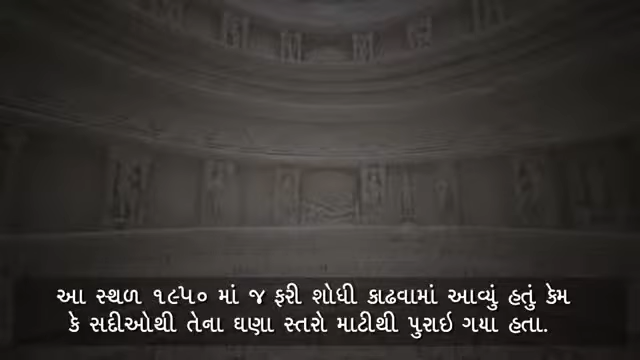 આ સ્થળ ૧૯૫૦ માં જ ફરી શોધી કાઢવામાં આવ્યું હતું કેમ
કે સદીઓથી તેના ઘણા સ્તરો માટીથી પુરાઇ ગયા હતા.